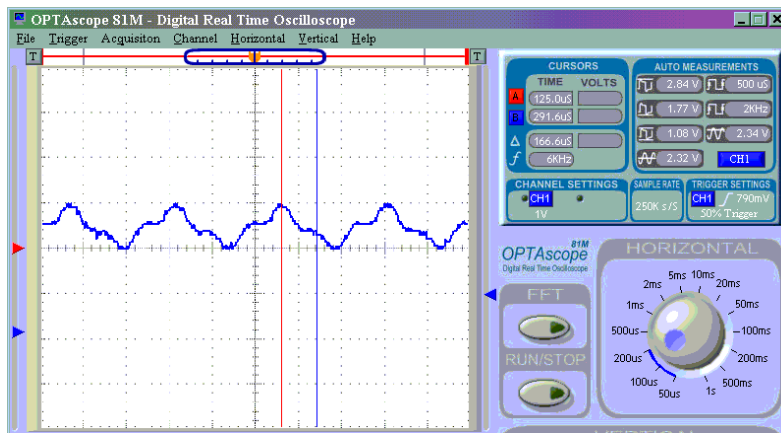 OPTAscope 81M - Digital Real Time Oscilloscope
File Trigger Acquisiton Channel Horizontal Vertical Help
T T
CURSORS
TIME VOLTS
A 125.0uS
B 291.6uS
Δ 166.6uS
f 6KHz
AUTO MEASUREMENTS
2.84 V 500 uS
1.77 V 2KHz
1.08 V 2.34 V
2.32 V CH1
CHANNEL SETTINGS
CH1
1V
SAMPLE RATE
250K s/S
TRIGGER SETTINGS
CH1 790mV
50% Trigger
OPTAscope 81M
Digital Real Time Oscilloscope
FFT
RUN/STOP
HORIZONTAL
5ms 10ms
2ms 20ms
1ms 50ms
500us 100ms
200us 200ms
100us 500ms
50us 1s
VERTICAL